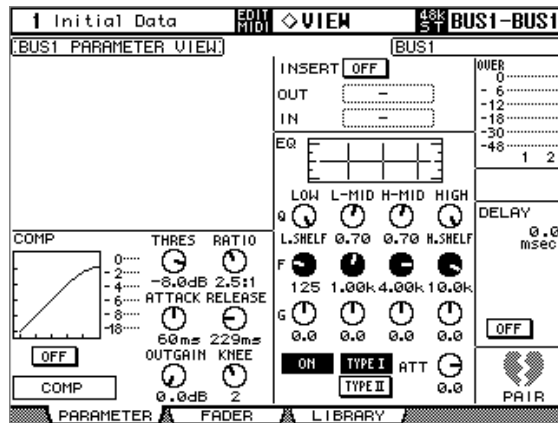 1 Initial Data EDIT MIDI ◇VIEW 48k ST BUS1-BUS1
BUS1 PARAMETER VIEW BUS1
INSERT OFF
OUT -
IN -
OVER
0
- 6
-12
-18
-30
-48
1 2
EQ
LOW L-MID H-MID HIGH
Q
L.SHELF 0.70 0.70 H.SHELF
F
125 1.00k 4.00k 10.0k
G
0.0 0.0 0.0 0.0
ON TYPE I ATT
TYPE II 0.0
DELAY
0.0
msec
OFF
PAIR
COMP
THRES RATIO
0
- 2
- 4
- 6
- 8
-18
-8.0dB 2.5:1
ATTACK RELEASE
60ms 229ms
OUTGAIN KNEE
0.0dB 2
OFF
COMP
PARAMETER FADER LIBRARY